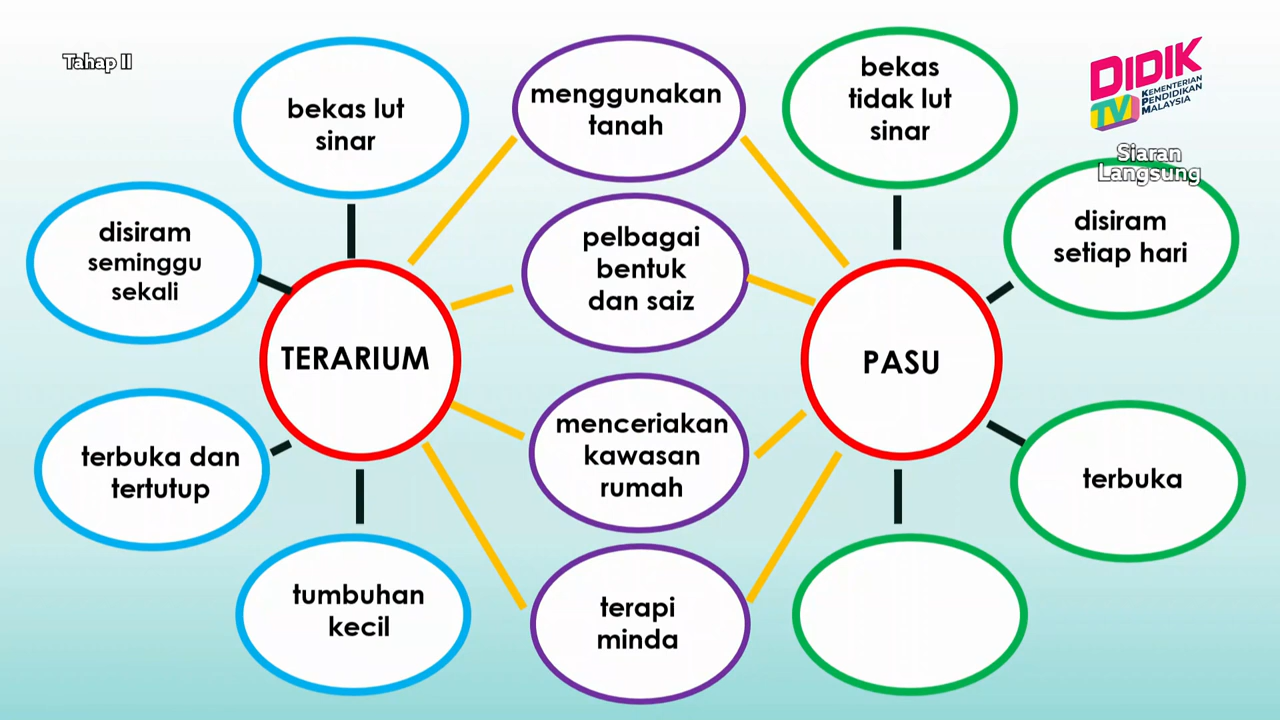 Tahap II
DIDIK
TV
KEMENTERIAN
PENDIDIKAN
MALAYSIA
Siaran
Langsung
bekas lut
sinar
menggunakan
tanah
bekas
tidak lut
sinar
disiram
seminggu
sekali
pelbagai
bentuk
dan saiz
disiram
setiap hari
TERARIUM
PASU
terbuka dan
tertutup
menceriakan
kawasan
rumah
terbuka
tumbuhan
kecil
terapi
minda